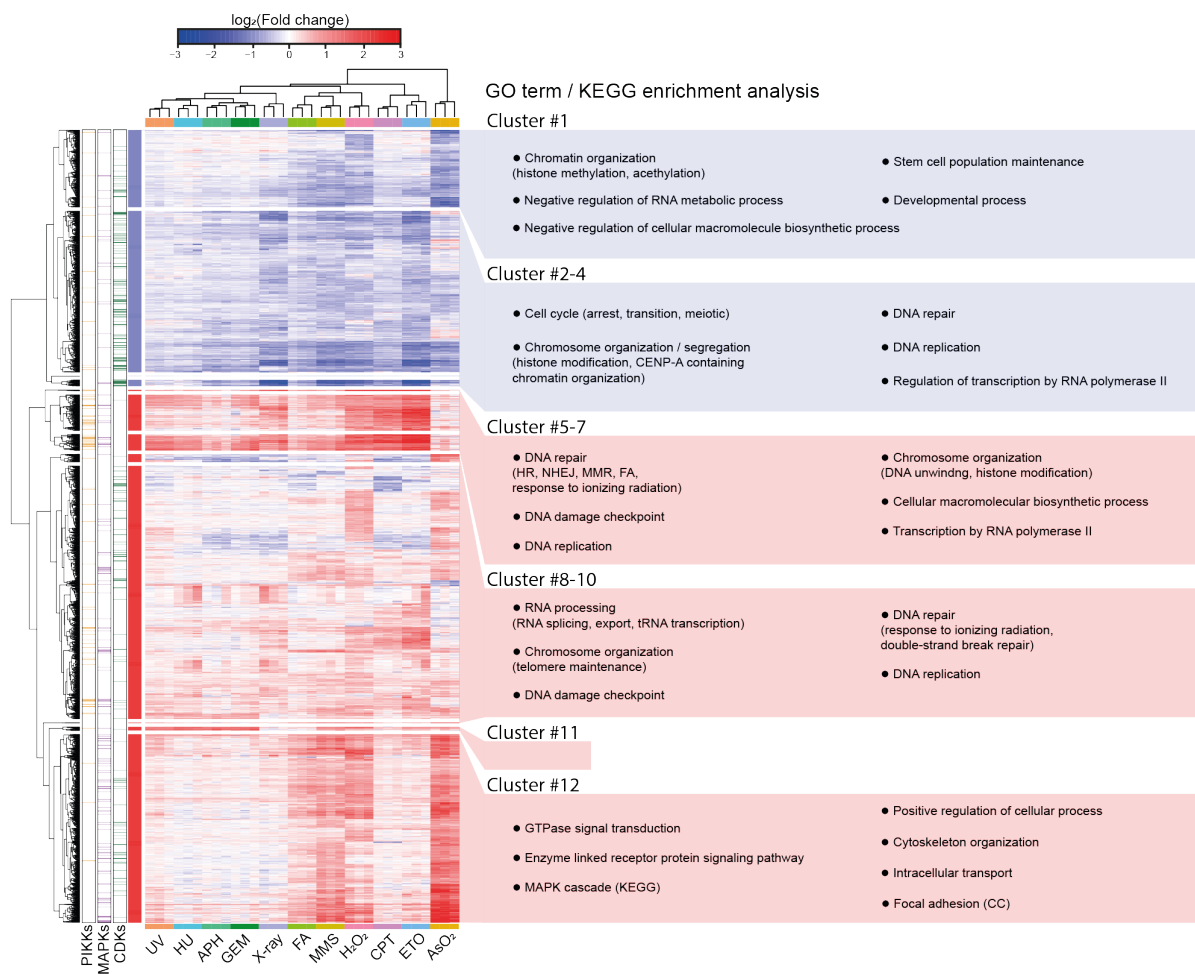 log₂(Fold change)
−3 −2 −1 0 1 2 3
GO term / KEGG enrichment analysis
Cluster #1
● Chromatin organization
(histone methylation, acethylation)
● Negative regulation of RNA metabolic process
● Negative regulation of cellular macromolecule biosynthetic process
● Stem cell population maintenance
● Developmental process
Cluster #2-4
● Cell cycle (arrest, transition, meiotic)
● Chromosome organization / segregation
(histone modification, CENP-A containing
chromatin organization)
● DNA repair
● DNA replication
● Regulation of transcription by RNA polymerase II
Cluster #5-7
● DNA repair
(HR, NHEJ, MMR, FA,
response to ionizing radiation)
● DNA damage checkpoint
● DNA replication
● Chromosome organization
(DNA unwindng, histone modification)
● Cellular macromolecular biosynthetic process
● Transcription by RNA polymerase II
Cluster #8-10
● RNA processing
(RNA splicing, export, tRNA transcription)
● Chromosome organization
(telomere maintenance)
● DNA damage checkpoint
● DNA repair
(response to ionizing radiation,
double-strand break repair)
● DNA replication
Cluster #11
Cluster #12
● GTPase signal transduction
● Enzyme linked receptor protein signaling pathway
● MAPK cascade (KEGG)
● Positive regulation of cellular process
● Cytoskeleton organization
● Intracellular transport
● Focal adhesion (CC)
PIKKs
MAPKs
CDKs
UV
HU
APH
GEM
X-ray
FA
MMS
H₂O₂
CPT
ETO
AsO₂